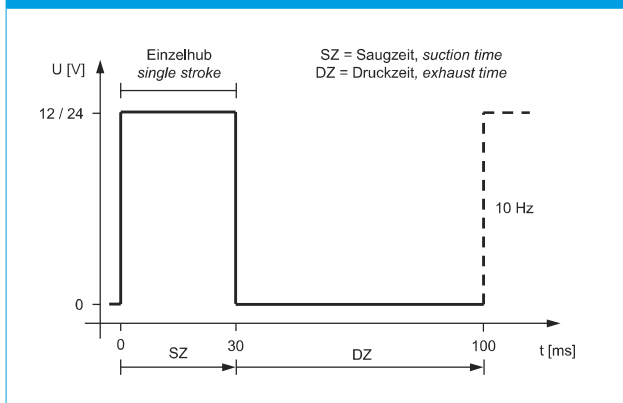 Einzelhub
single stroke
SZ = Saugzeit, suction time
DZ = Druckzeit, exhaust time
U [V]
12 / 24
10 Hz
0
0
30
100
t [ms]
SZ
DZ